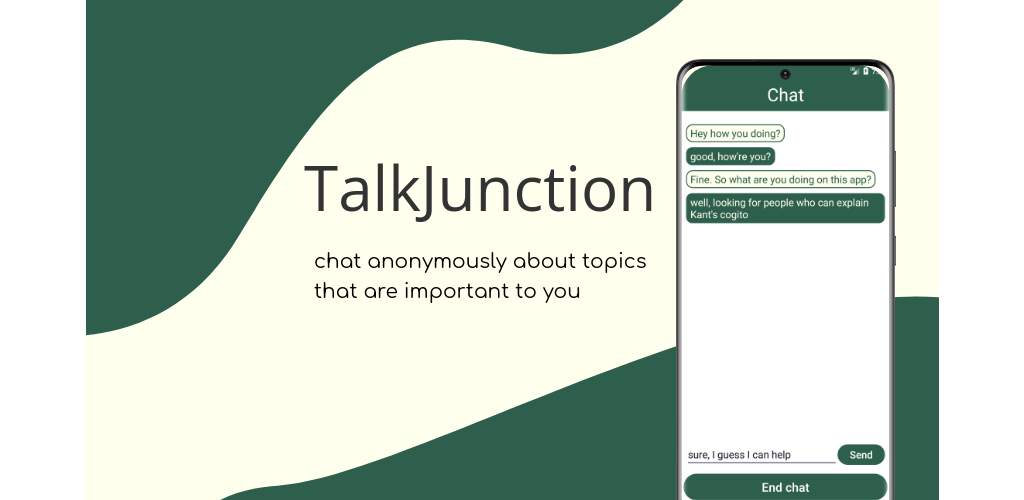 TalkJunction
chat anonymously about topics
that are important to you
Chat
Hey how you doing?
good, how're you?
Fine. So what are you doing on this app?
well, looking for people who can explain
Kant's cogito
sure, I guess I can help
Send
End chat